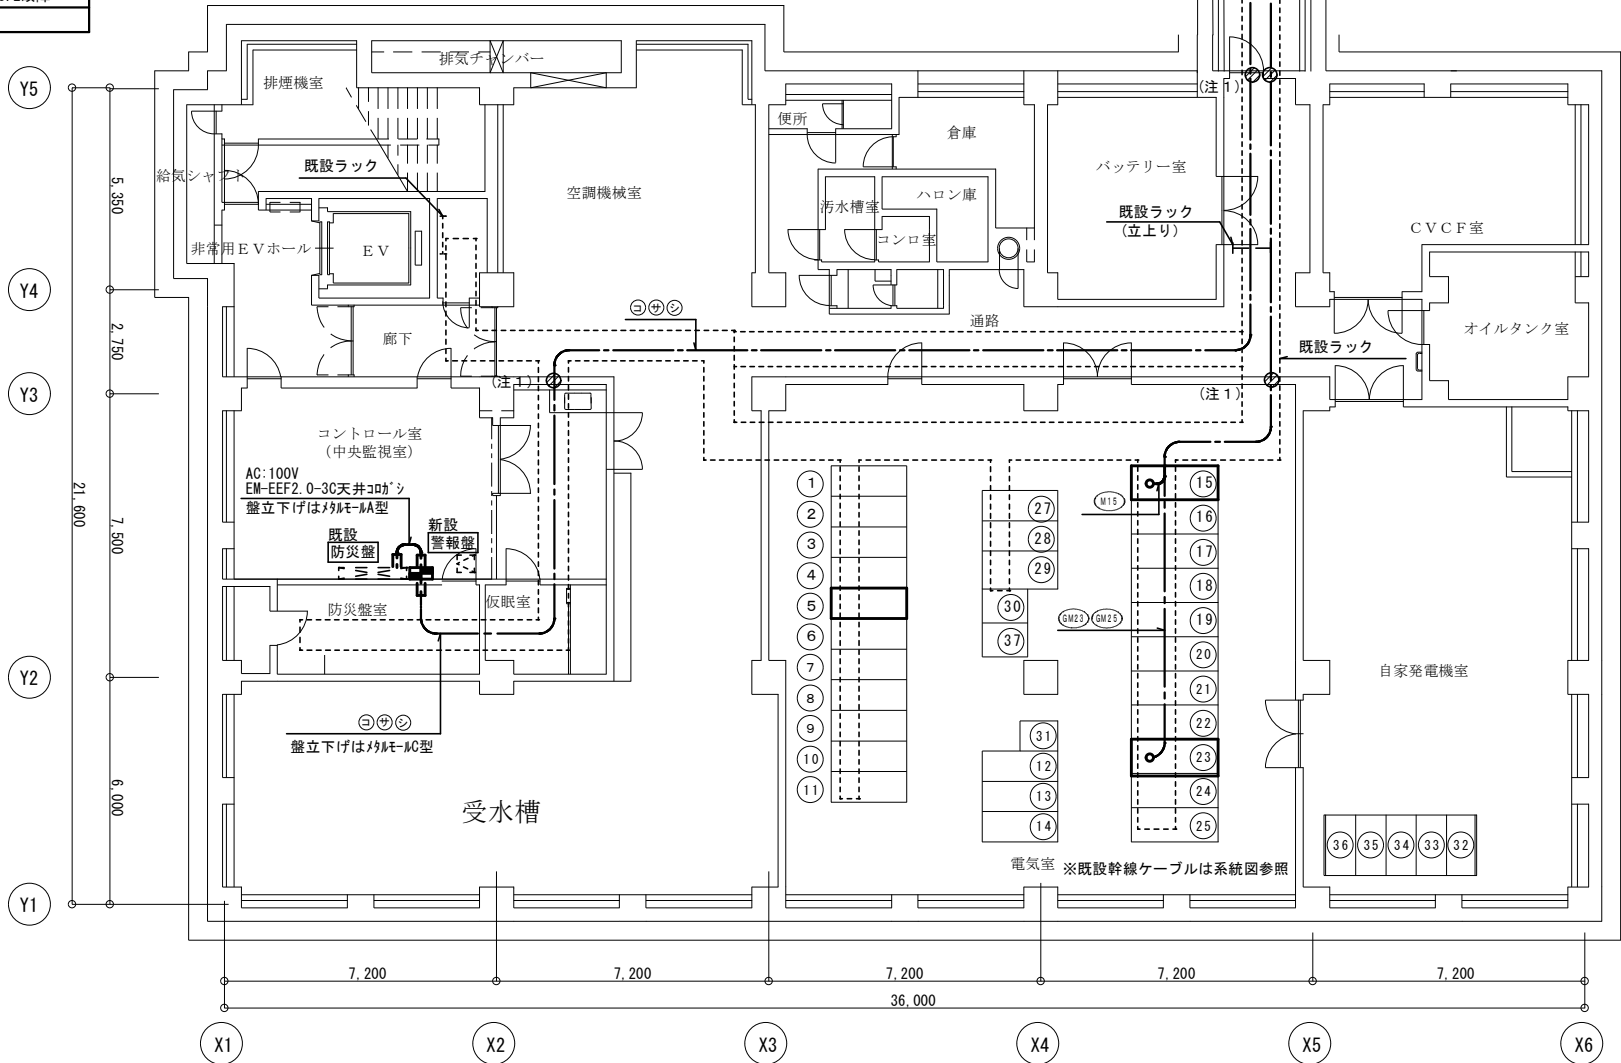 Y5
Y4
Y3
Y2
Y1
5,350
2,750
7,500
6,000
21,600
排煙機室
排気チャンバー
給気シャフト
既設ラック
空調機械室
非常用EVホール
EV
廊下
便所
倉庫
汚水槽室
ハロン庫
コンロ室
バッテリー室
(注1)
既設ラック
(立上り)
CVCF室
オイルタンク室
通路
既設ラック
コ サ シ
(注1)
(注1)
コントロール室
(中央監視室)
AC:100V
EM-EEF2.0-3C天井コロガシ
盤立下げはメタルモールA型
既設
防災盤
新設
警報盤
防災盤室
仮眠室
コ サ シ
盤立下げはメタルモールC型
受水槽
1
2
3
4
5
6
7
8
9
10
11
27
28
29
30
37
31
12
13
14
M15
GM23 GM25
15
16
17
18
19
20
21
22
23
24
25
電気室
※既設幹線ケーブルは系統図参照
自家発電機室
36 35 34 33 32
7,200 7,200 7,200 7,200 7,200
36,000
X1 X2 X3 X4 X5 X6